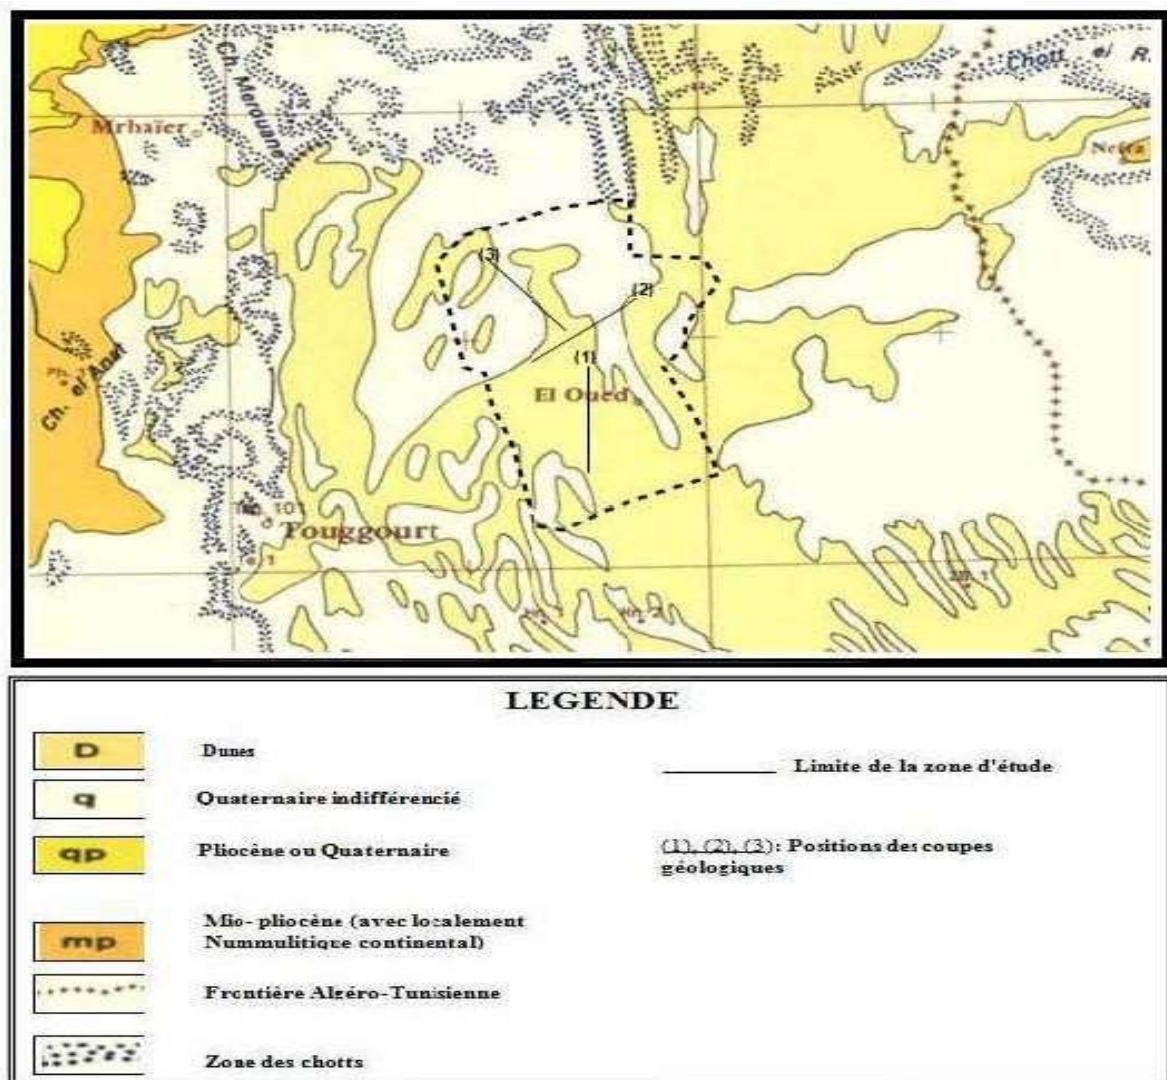 Chott el R.
Ch. Merouane
Mrhaïer
Nefta
(3)
(2)
(1)
Ch. el Anat
El Oued
101
Touggourt
LEGENDE
D Dunes
Limite de la zone d'étude
q Quaternaire indifférencié
qp Pliocène ou Quaternaire
(1), (2), (3): Positions des coupes
géologiques
mp Mio-pliocène (avec localement
Nummulitique continental)
Frontière Algéro-Tunisienne
Zone des chotts